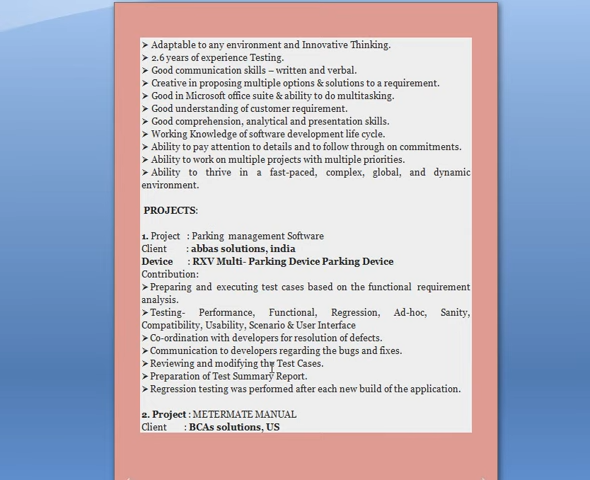 ➢ Adaptable to any environment and Innovative Thinking.
➢ 2.6 years of experience Testing.
➢ Good communication skills – written and verbal.
➢ Creative in proposing multiple options & solutions to a requirement.
➢ Good in Microsoft office suite & ability to do multitasking.
➢ Good understanding of customer requirement.
➢ Good comprehension, analytical and presentation skills.
➢ Working Knowledge of software development life cycle.
➢ Ability to pay attention to details and to follow through on commitments.
➢ Ability to work on multiple projects with multiple priorities.
➢ Ability to thrive in a fast-paced, complex, global, and dynamic
environment.
PROJECTS:
1. Project : Parking management Software
Client : abbas solutions, india
Device : RXV Multi- Parking Device Parking Device
Contribution:
➢ Preparing and executing test cases based on the functional requirement
analysis.
➢ Testing- Performance, Functional, Regression, Ad-hoc, Sanity,
Compatibility, Usability, Scenario & User Interface
➢ Co-ordination with developers for resolution of defects.
➢ Communication to developers regarding the bugs and fixes.
➢ Reviewing and modifying the Test Cases.
➢ Preparation of Test Summary Report.
➢ Regression testing was performed after each new build of the application.
2. Project : METERMATE MANUAL
Client : BCAs solutions, US